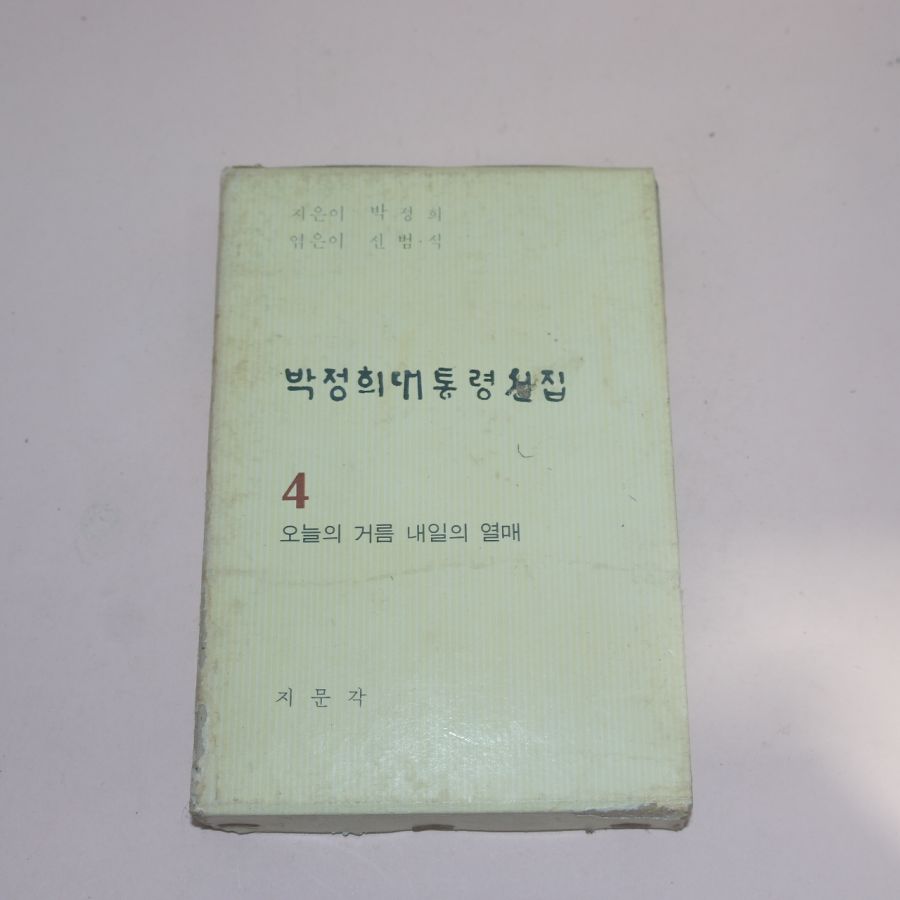 지은이 박정희
엮은이 신범식
박정희대통령선집
4
오늘의 거름 내일의 열매
지문각